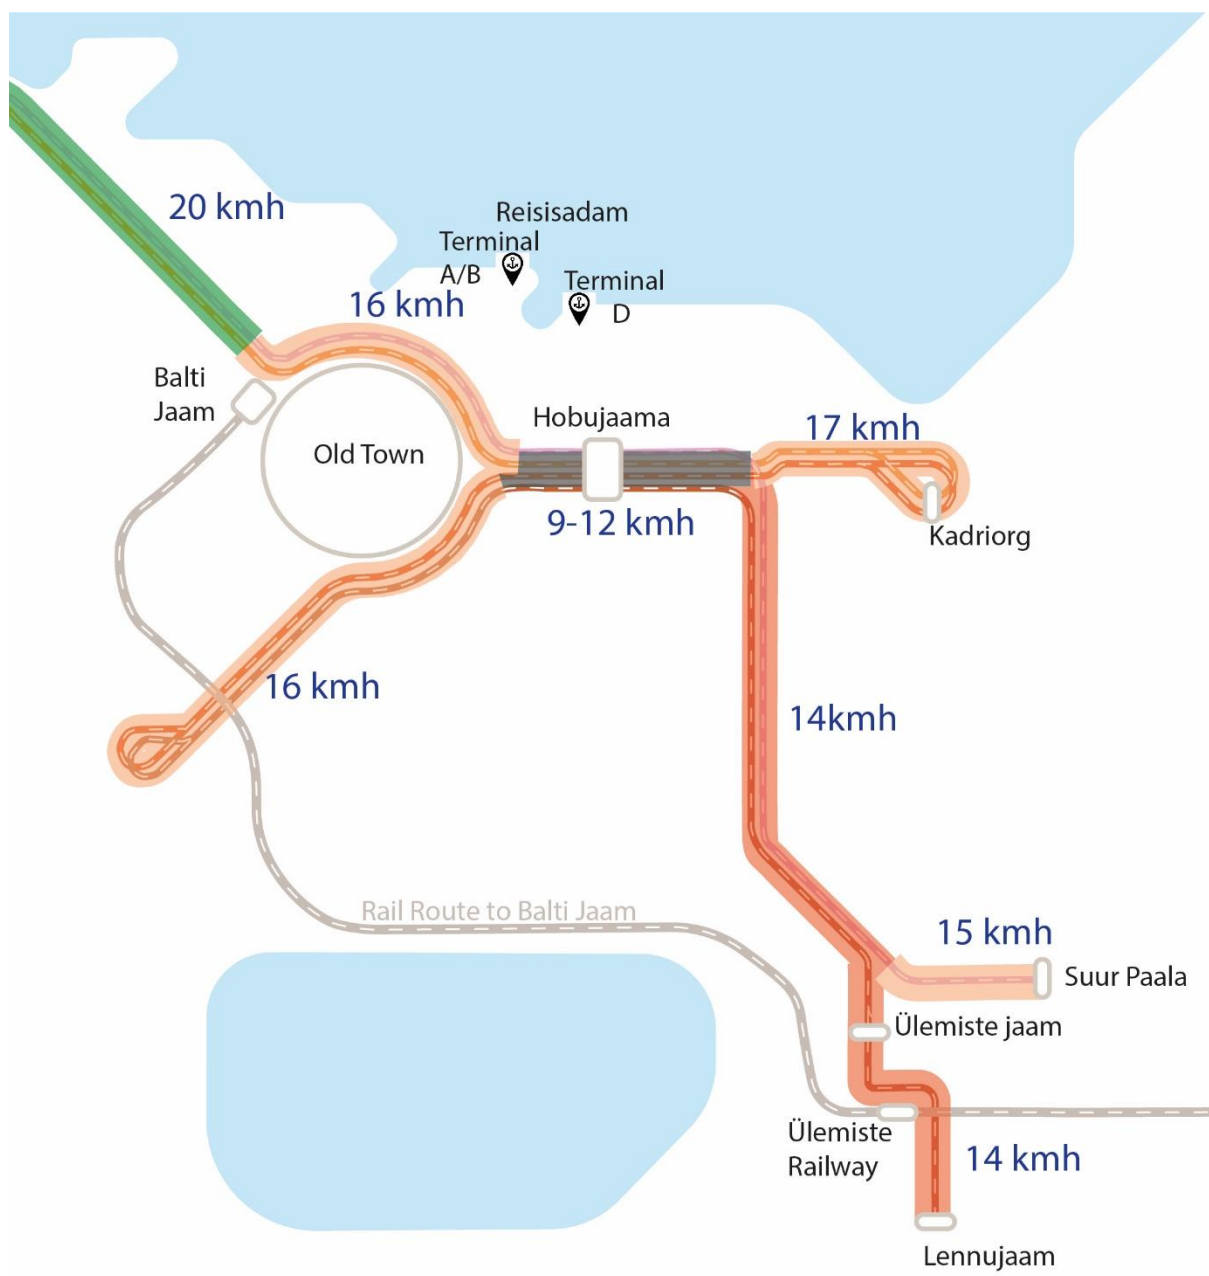 20 kmh
Reisisadam
Terminal
A/B
Terminal
D
16 kmh
Balti
Jaam
Old Town
Hobujaama
17 kmh
9-12 kmh
Kadriorg
16 kmh
14kmh
Rail Route to Balti Jaam
15 kmh
Suur Paala
Ülemiste jaam
Ülemiste
Railway
14 kmh
Lennujaam